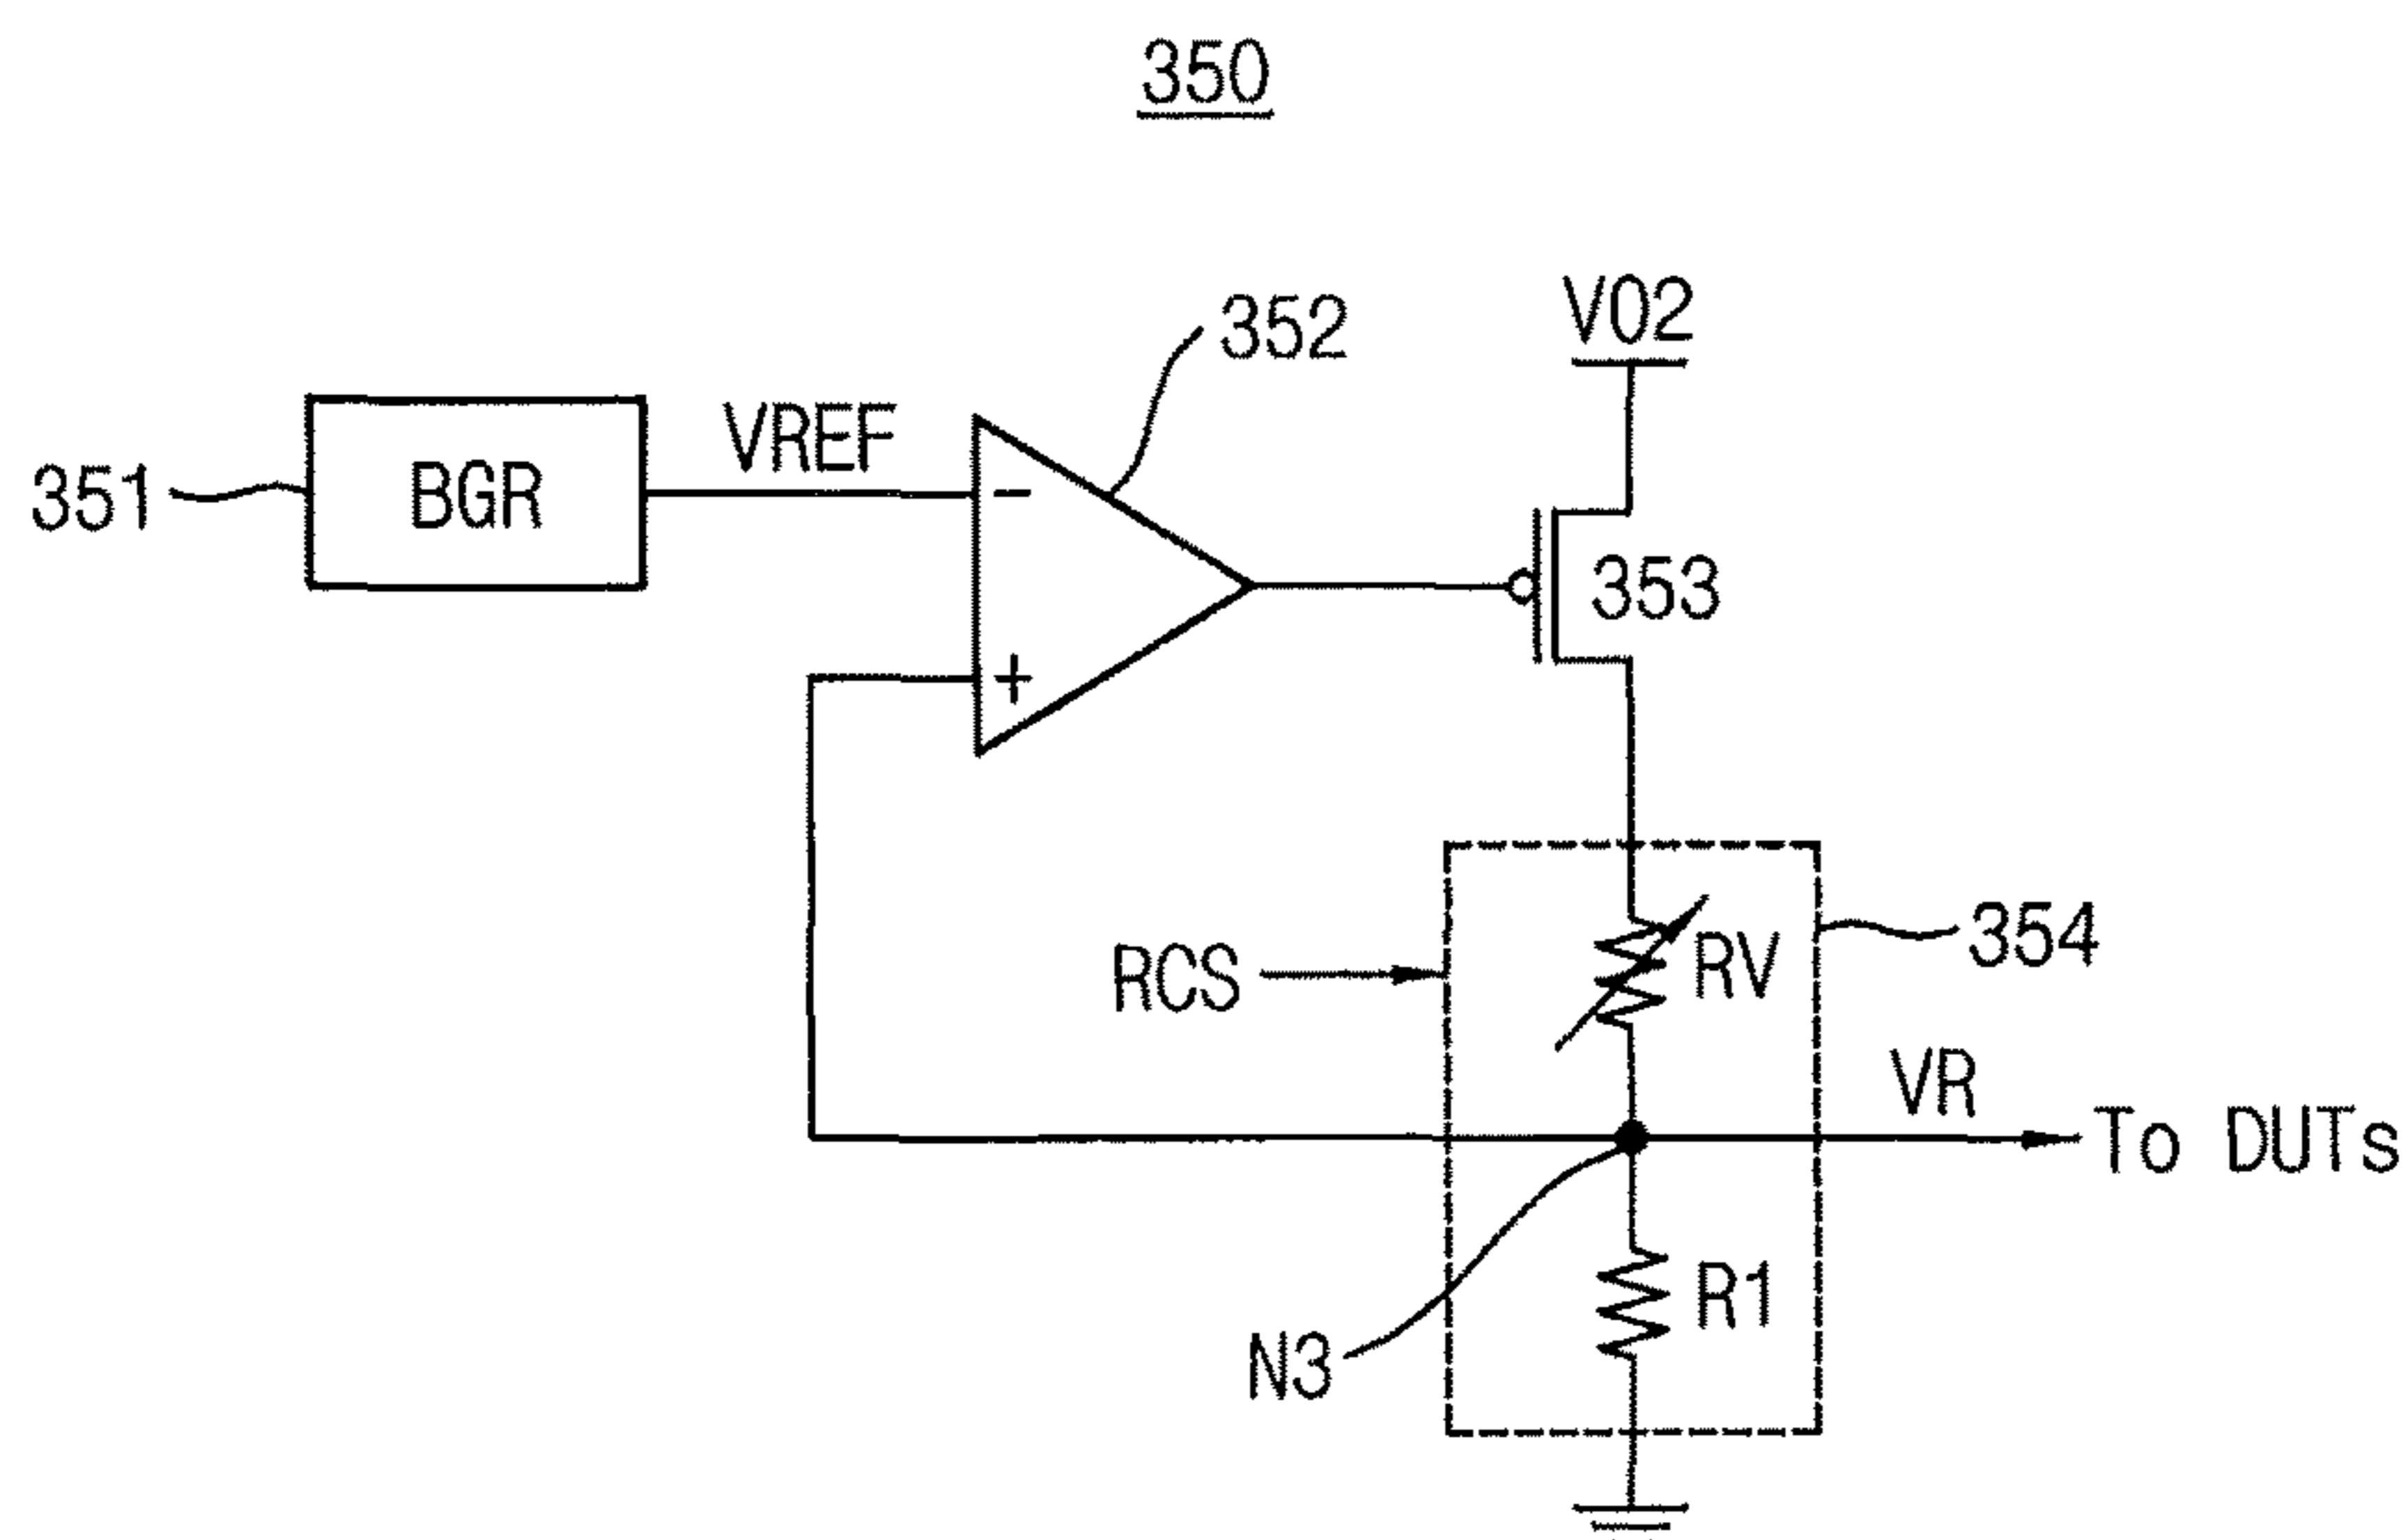 350
352
V02
VREF
351
BGR
-
353
+
354
RCS
RV
VR
To DUTs
R1
N3